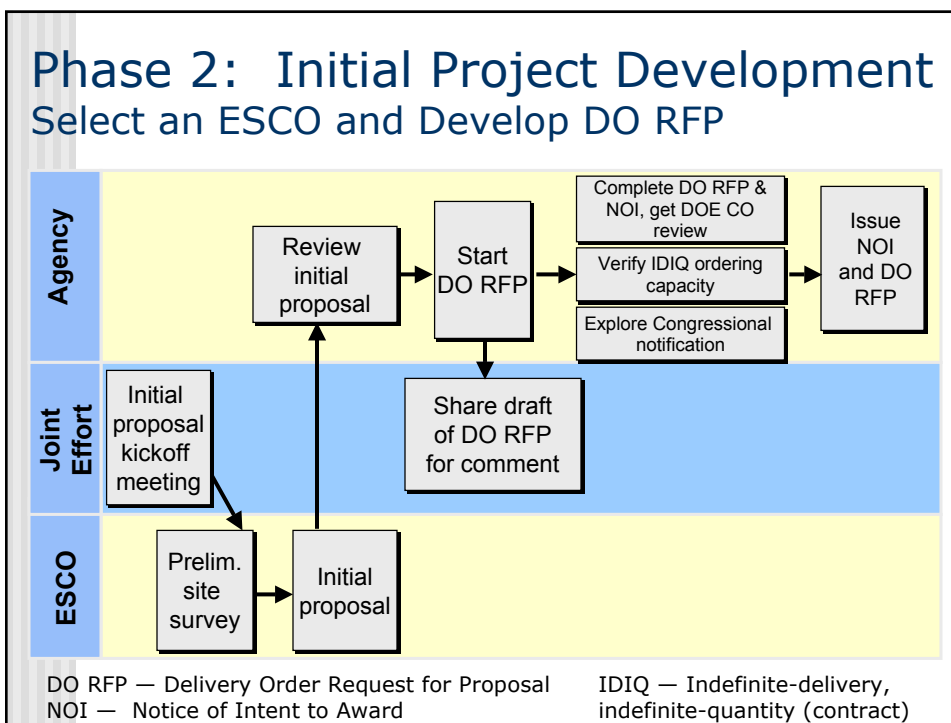 Phase 2: Initial Project Development
Select an ESCO and Develop DO RFP
Agency
Review
initial
proposal
Start
DO RFP
Complete DO RFP &
NOI, get DOE CO
review
Verify IDIQ ordering
capacity
Explore Congressional
notification
Issue
NOI
and DO
RFP
Joint
Effort
Initial
proposal
kickoff
meeting
Share draft
of DO RFP
for comment
ESCO
Prelim.
site
survey
Initial
proposal
DO RFP — Delivery Order Request for Proposal
NOI — Notice of Intent to Award
IDIQ — Indefinite-delivery,
indefinite-quantity (contract)